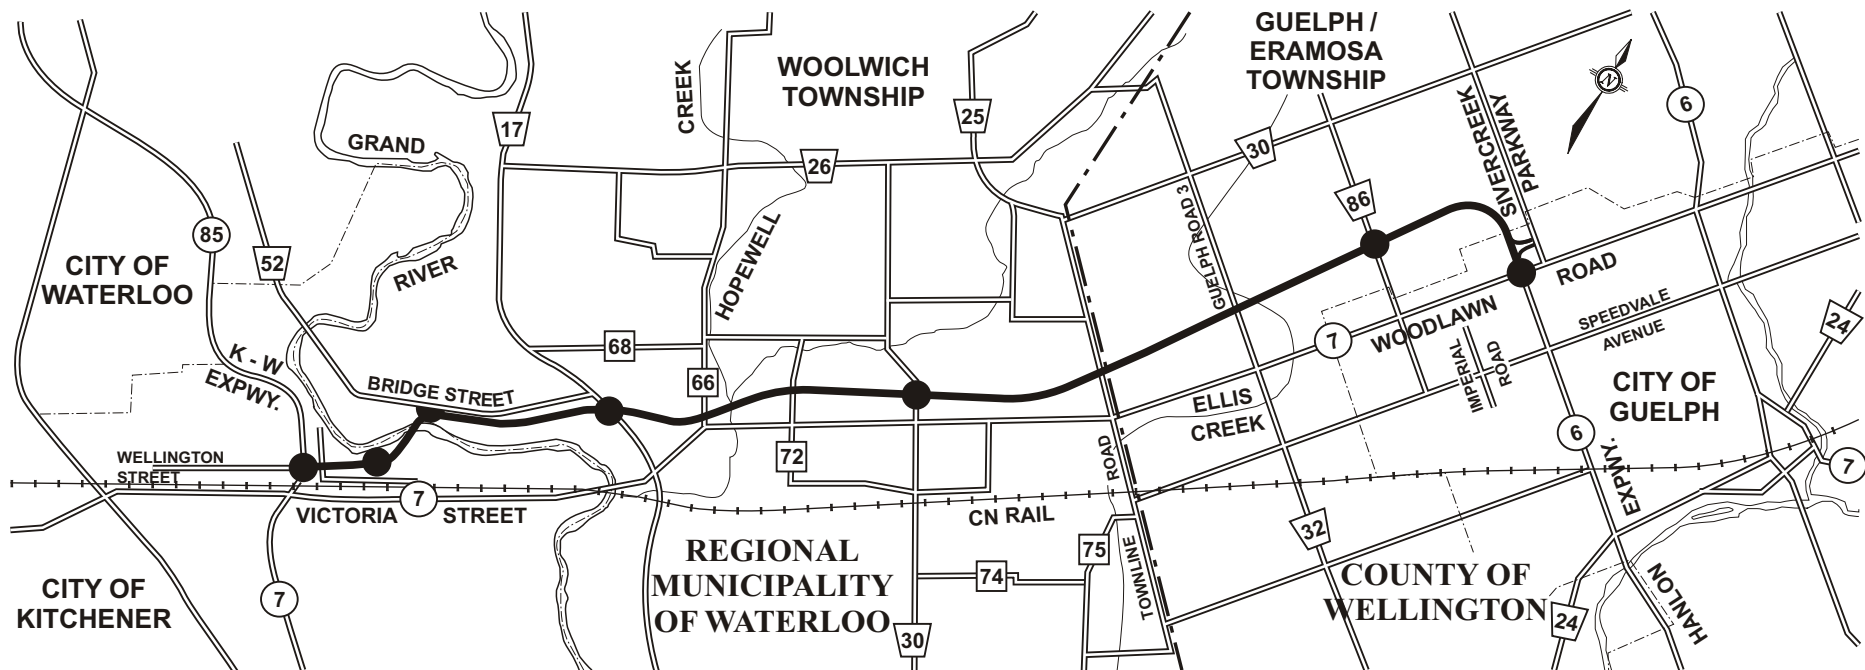 GUELPH /
ERAMOSA
TOWNSHIP
WOOLWICH
TOWNSHIP
CREEK
SIVERCREEK
PARKWAY
N
6
25
17
GRAND
26
30
GUELPH ROAD 3
86
85
52
CITY OF
WATERLOO
RIVER
HOPEWELL
ROAD
WOODLAWN
7
SPEEDVALE
AVENUE
24
K - W
EXPWY.
68
66
BRIDGE STREET
IMPERIAL
ROAD
CITY OF
GUELPH
ELLIS
CREEK
6
EXPWY.
HANLON
7
WELLINGTON
STREET
72
ROAD
7
VICTORIA
STREET
CN RAIL
32
REGIONAL
MUNICIPALITY
OF WATERLOO
75
74
TOWNLINE
COUNTY OF
WELLINGTON
24
CITY OF
KITCHENER
7
30